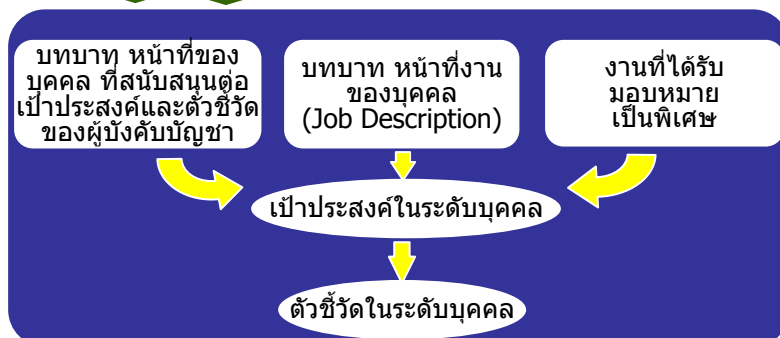 บทบาท หน้าที่ของ
บุคคล ที่สนับสนุนต่อ
เป้าประสงค์และตัวชี้วัด
ของผู้บังคับบัญชา
บทบาท หน้าที่งาน
ของบุคคล
(Job Description)
งานที่ได้รับ
มอบหมาย
เป็นพิเศษ
เป้าประสงค์ในระดับบุคคล
ตัวชี้วัดในระดับบุคคล